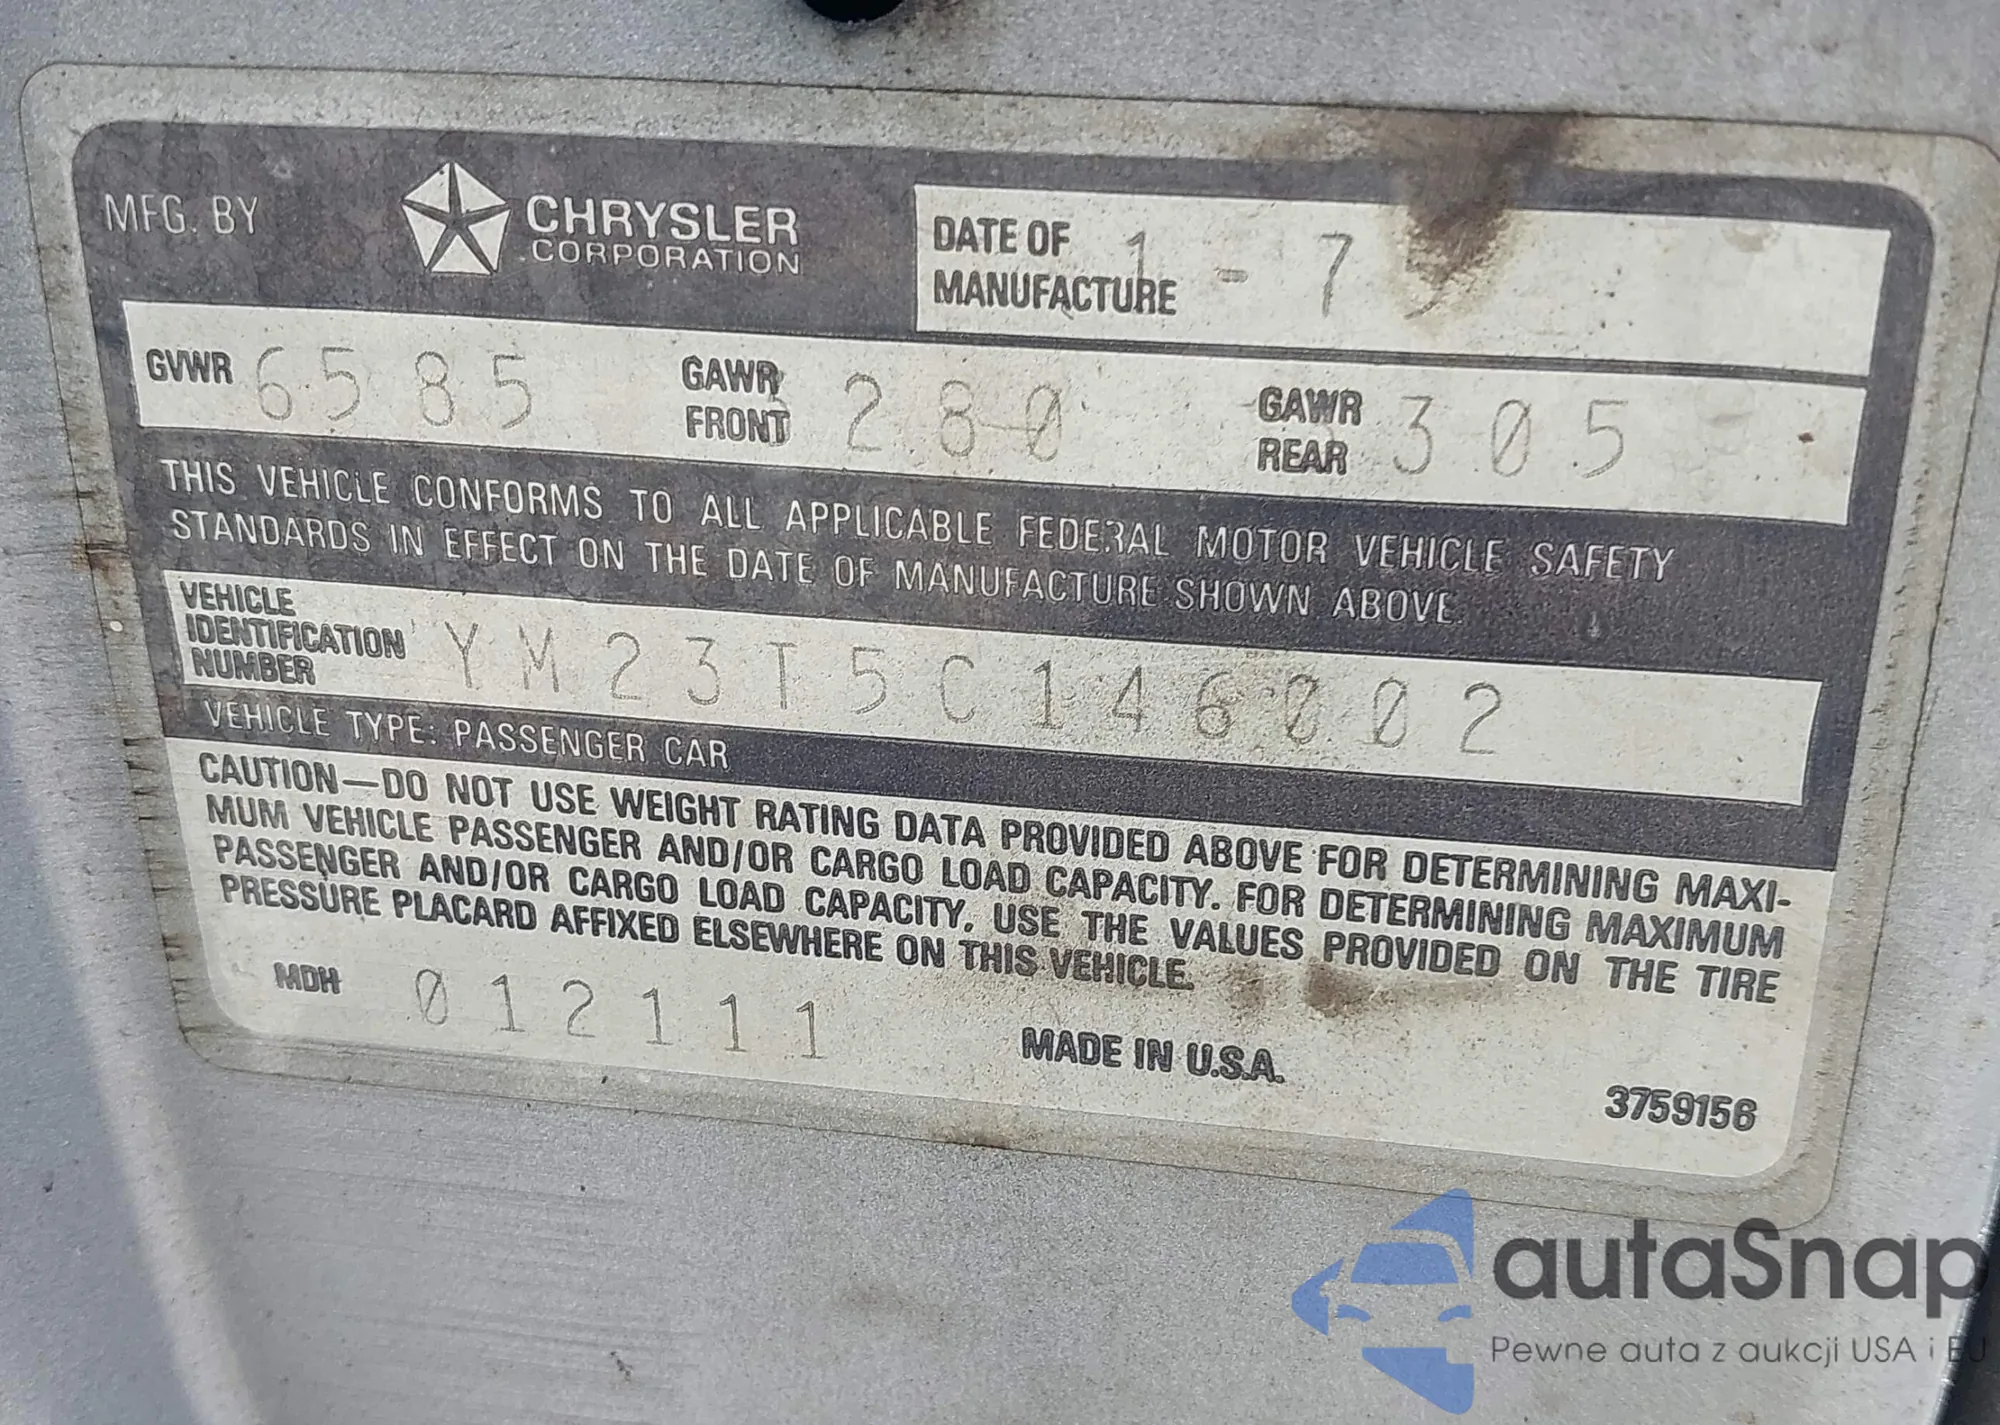 MFG. BY CHRYSLER CORPORATION
DATE OF MANUFACTURE 1-7
GVWR 6585 GAWR FRONT 3280 GAWR REAR 3305
THIS VEHICLE CONFORMS TO ALL APPLICABLE FEDERAL MOTOR VEHICLE SAFETY
STANDARDS IN EFFECT ON THE DATE OF MANUFACTURE SHOWN ABOVE.
VEHICLE IDENTIFICATION NUMBER YM23T5C146002
VEHICLE TYPE: PASSENGER CAR
CAUTION—DO NOT USE WEIGHT RATING DATA PROVIDED ABOVE FOR DETERMINING MAXI-
MUM VEHICLE PASSENGER AND/OR CARGO LOAD CAPACITY. FOR DETERMINING MAXIMUM
PASSENGER AND/OR CARGO LOAD CAPACITY, USE THE VALUES PROVIDED ON THE TIRE
PRESSURE PLACARD AFFIXED ELSEWHERE ON THIS VEHICLE.
MDH 012111
MADE IN U.S.A.
3759156
autaSnap
Pewne auta z aukcji USA i EU